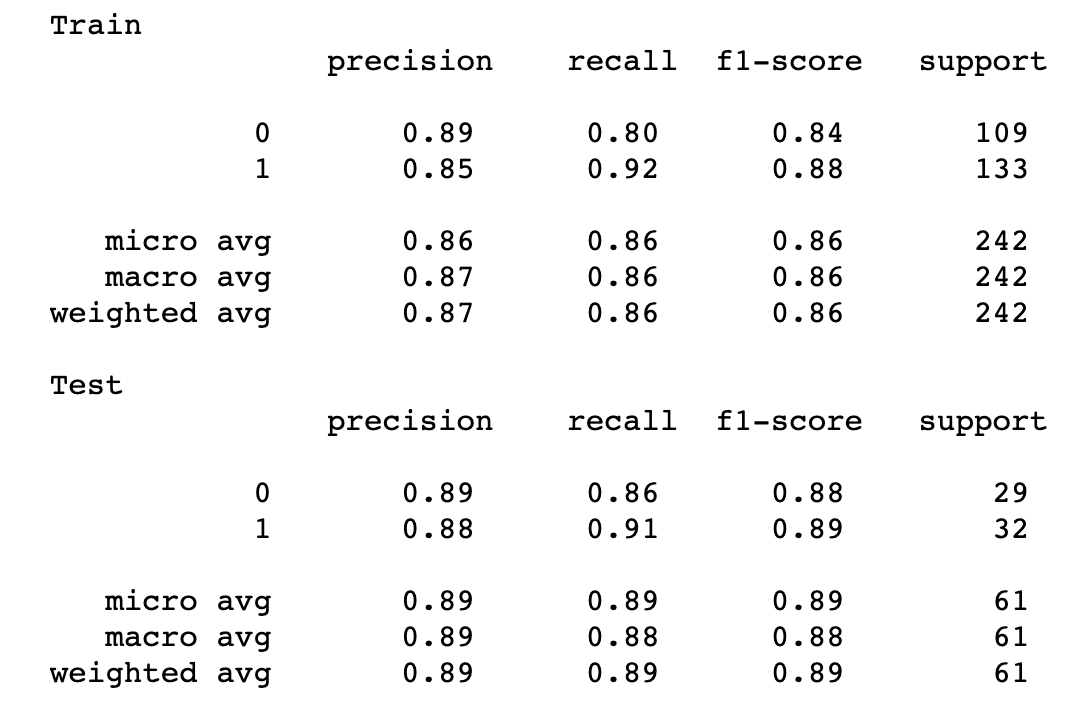 Train
precision recall f1-score support
0 0.89 0.80 0.84 109
1 0.85 0.92 0.88 133
micro avg 0.86 0.86 0.86 242
macro avg 0.87 0.86 0.86 242
weighted avg 0.87 0.86 0.86 242
Test
precision recall f1-score support
0 0.89 0.86 0.88 29
1 0.88 0.91 0.89 32
micro avg 0.89 0.89 0.89 61
macro avg 0.89 0.88 0.88 61
weighted avg 0.89 0.89 0.89 61